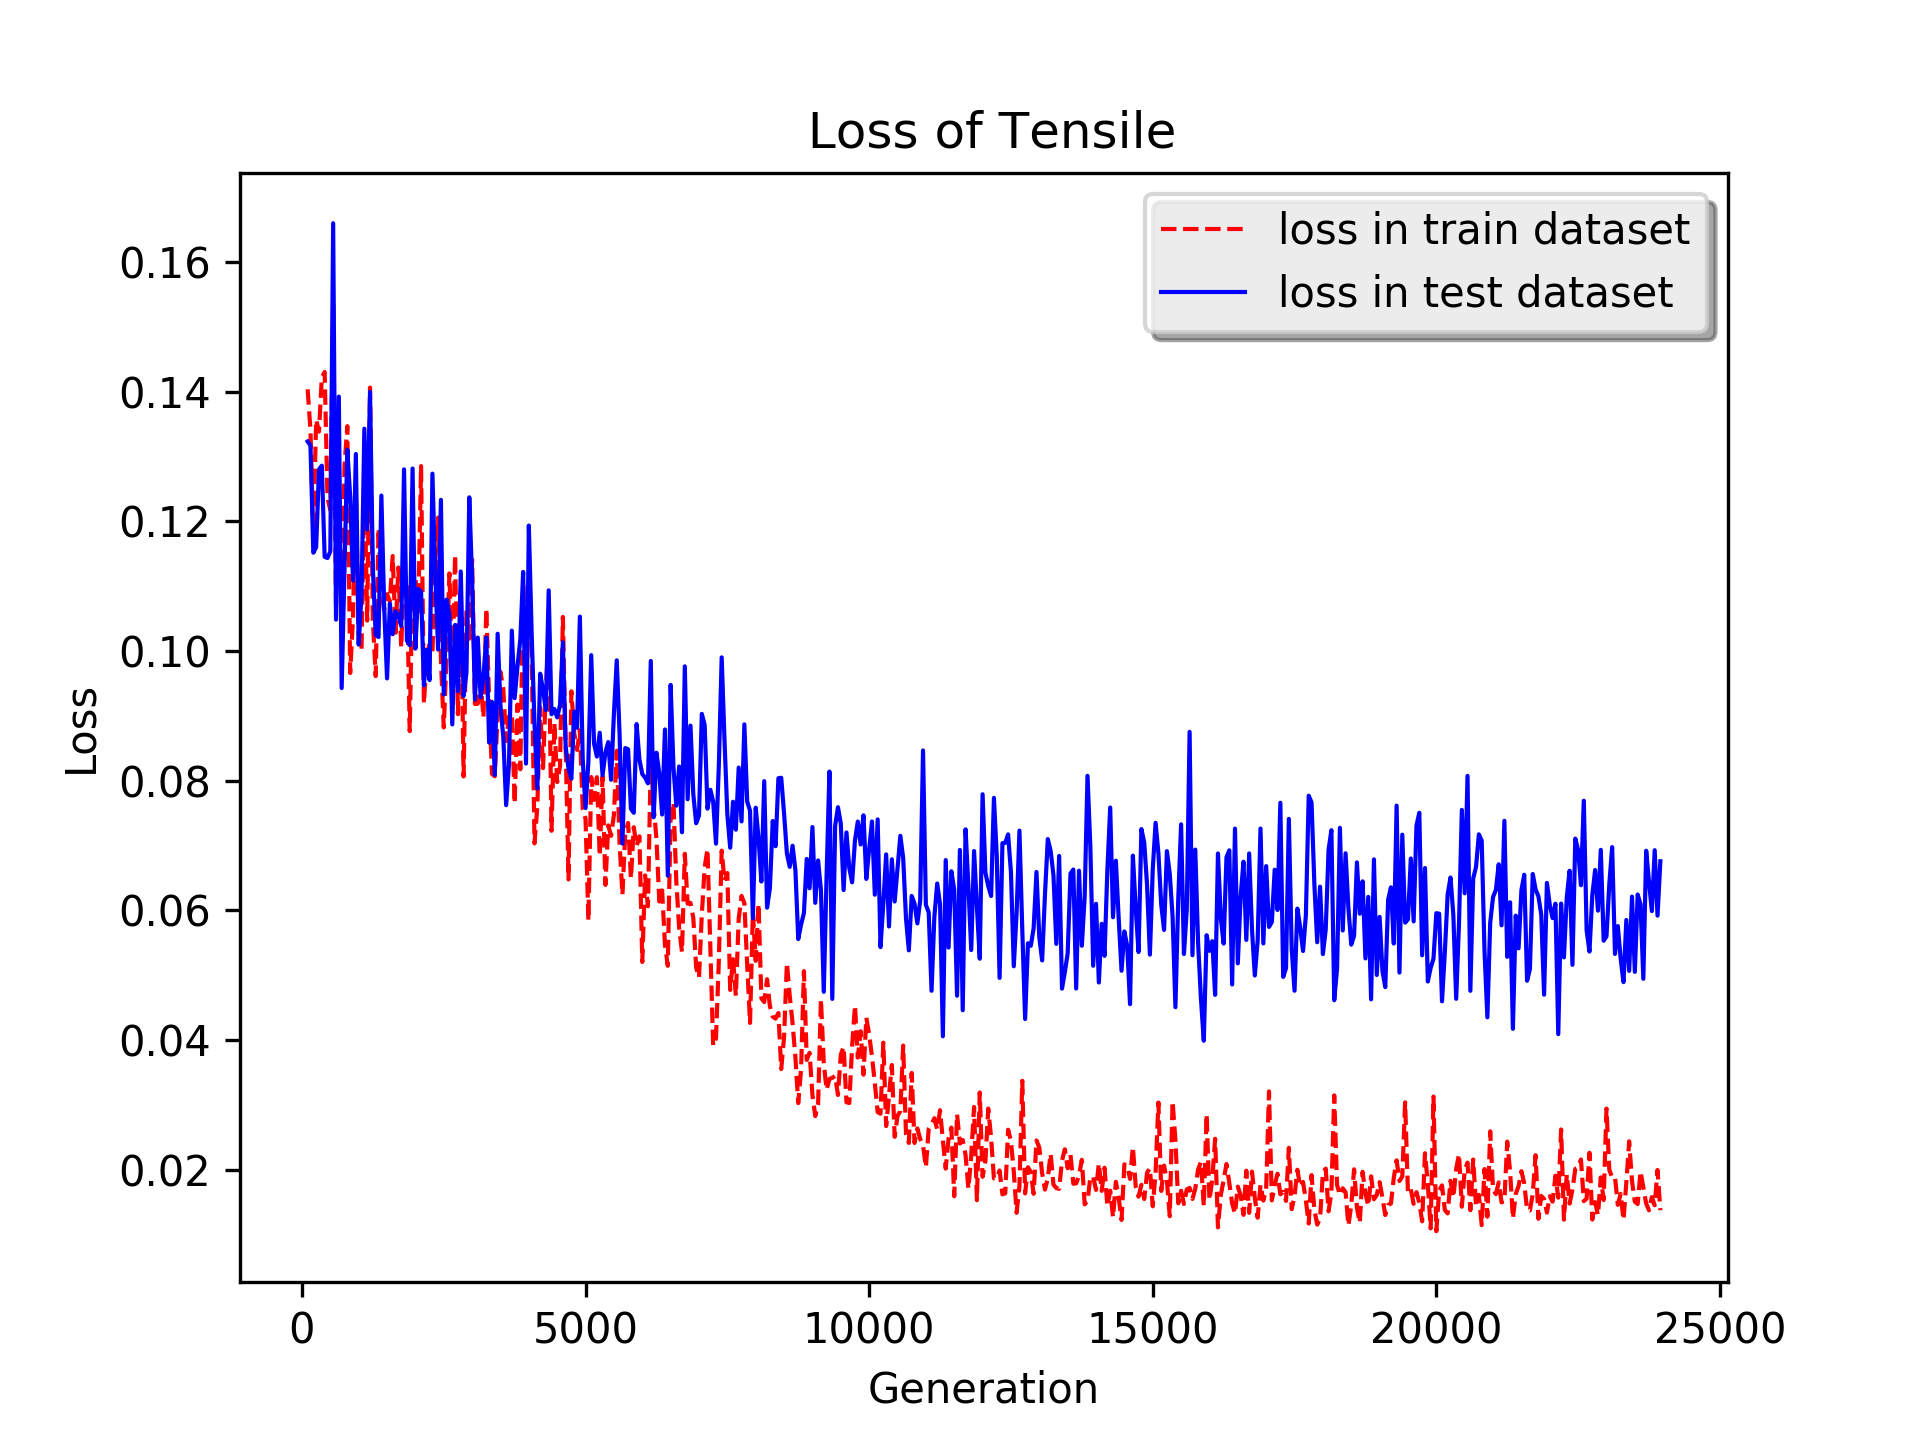 Loss of Tensile
loss in train dataset
loss in test dataset
0.16
0.14
0.12
0.10
0.08
0.06
0.04
0.02
Loss
0 5000 10000 15000 20000 25000
Generation